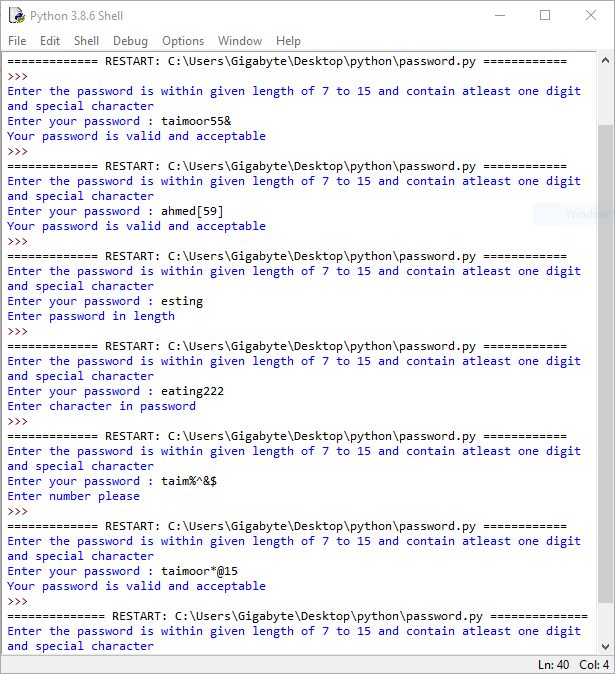 Python 3.8.6 Shell
File Edit Shell Debug Options Window Help
============= RESTART: C:\Users\Gigabyte\Desktop\python\password.py ============
>>>
Enter the password is within given length of 7 to 15 and contain atleast one digit
and special character
Enter your password : taimoor55&
Your password is valid and acceptable
>>>
============= RESTART: C:\Users\Gigabyte\Desktop\python\password.py ============
Enter the password is within given length of 7 to 15 and contain atleast one digit
and special character
Enter your password : ahmed[59]
Window
Your password is valid and acceptable
>>>
============= RESTART: C:\Users\Gigabyte\Desktop\python\password.py ============
Enter the password is within given length of 7 to 15 and contain atleast one digit
and special character
Enter your password : esting
Enter password in length
>>>
============= RESTART: C:\Users\Gigabyte\Desktop\python\password.py ============
Enter the password is within given length of 7 to 15 and contain atleast one digit
and special character
Enter your password : eating222
Enter character in password
>>>
============= RESTART: C:\Users\Gigabyte\Desktop\python\password.py ============
Enter the password is within given length of 7 to 15 and contain atleast one digit
and special character
Enter your password : taim%^&$
Enter number please
>>>
============= RESTART: C:\Users\Gigabyte\Desktop\python\password.py ============
Enter the password is within given length of 7 to 15 and contain atleast one digit
and special character
Enter your password : taimoor*@15
Your password is valid and acceptable
>>>
============== RESTART: C:\Users\Gigabyte\Desktop\python\password.py ==============
Enter the password is within given length of 7 to 15 and contain atleast one digit
and special character
Ln: 40 Col: 4